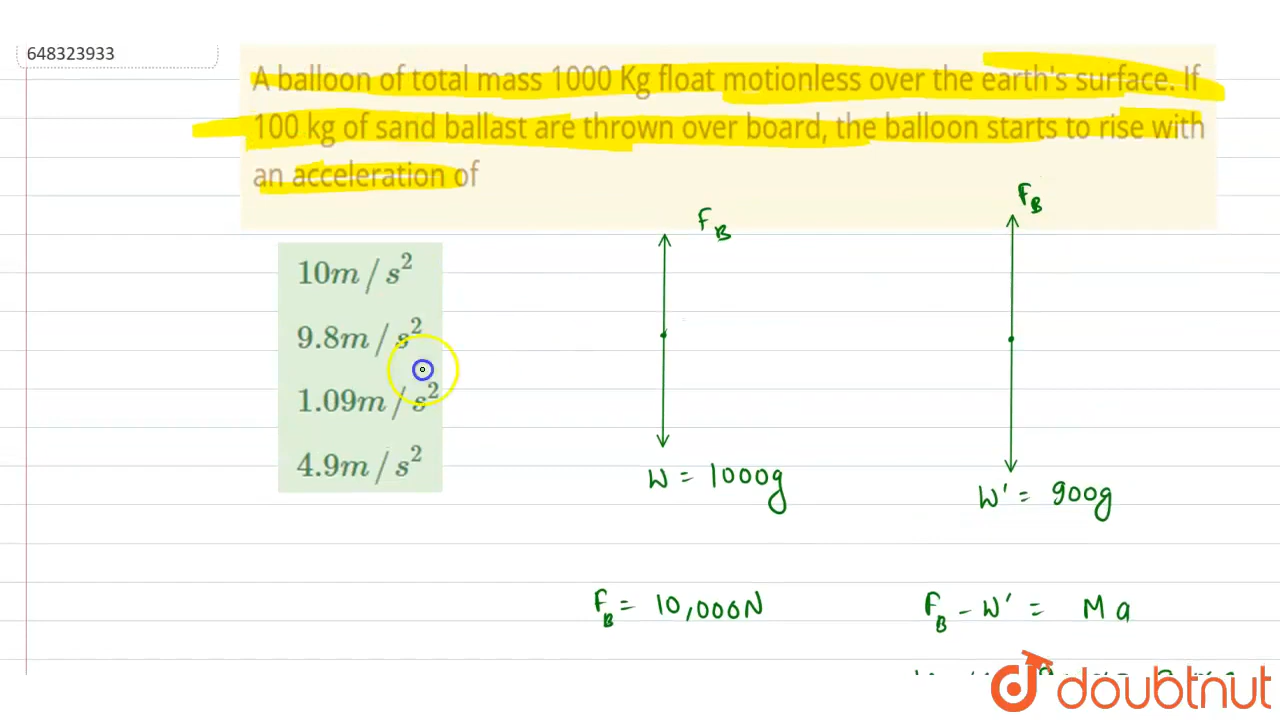 648323933
A balloon of total mass 1000 Kg float motionless over the earth's surface. If
100 kg of sand ballast are thrown over board, the balloon starts to rise with
an acceleration of
F_B
F_B
10m/s²
9.8m/s²
1.09m/s²
4.9m/s²
W = 1000g
W' = 900g
F_B = 10,000N
F_B - W' = Ma
doubtnut